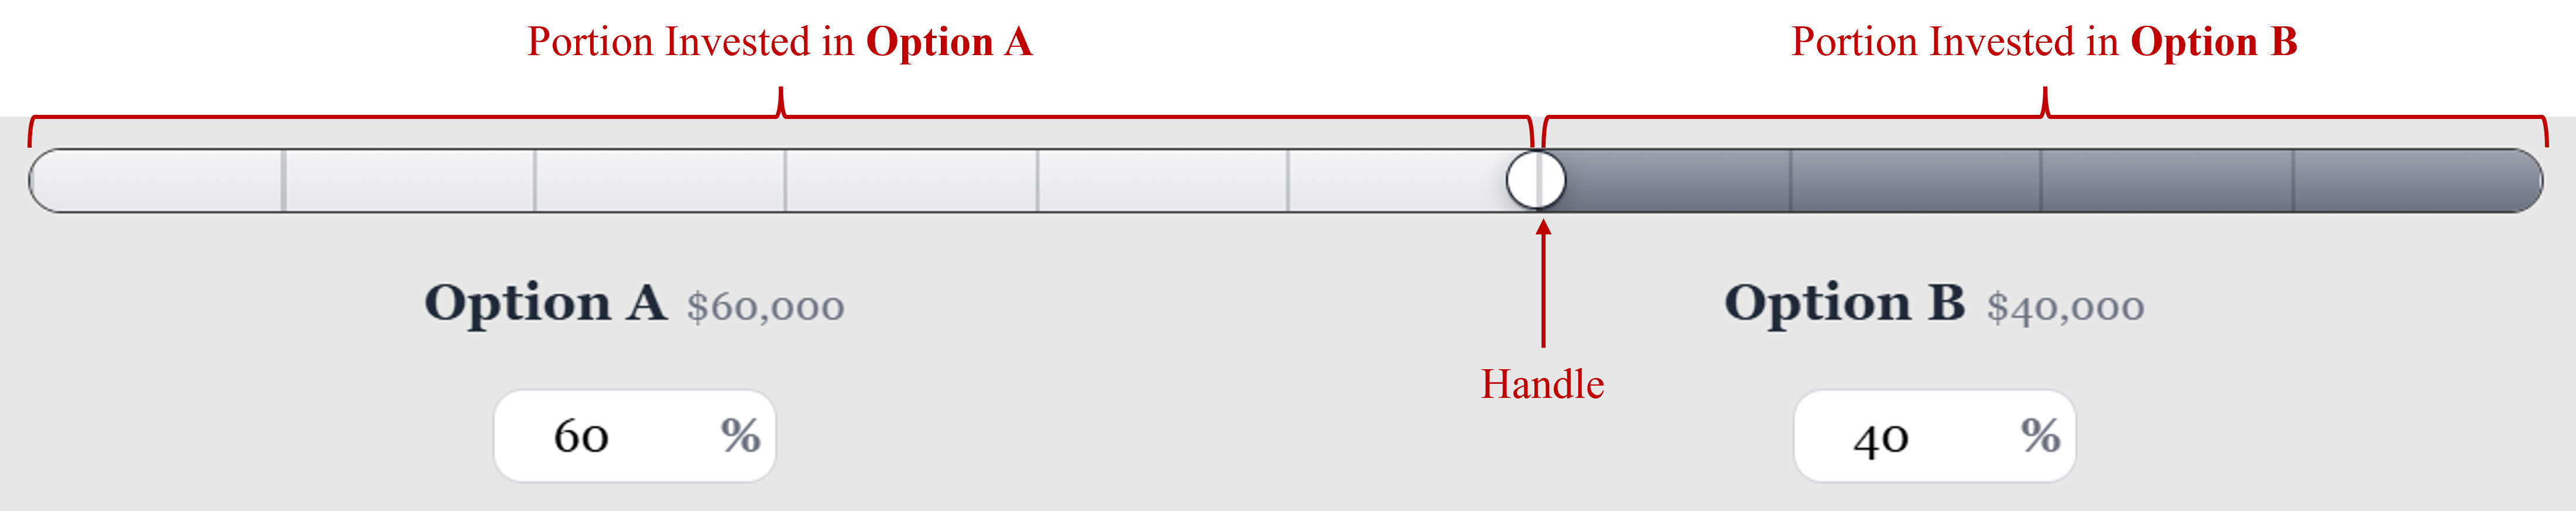 Portion Invested in Option A
Portion Invested in Option B
Option A $60,000
Option B $40,000
Handle
60 %
40 %